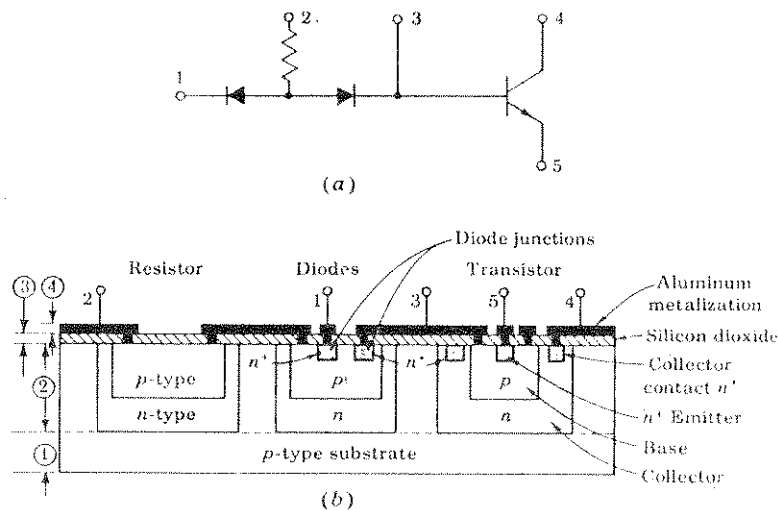 2
3
4
1
5
(a)
Diode junctions
Resistor
Diodes
Transistor
Aluminum
metalization
3
4
2
1
3
5
4
Silicon dioxide
n⁺
n⁺
Collector
contact n⁺
p-type
p
p
2
n-type
n
n
n⁺ Emitter
Base
1
p-type substrate
Collector
(b)